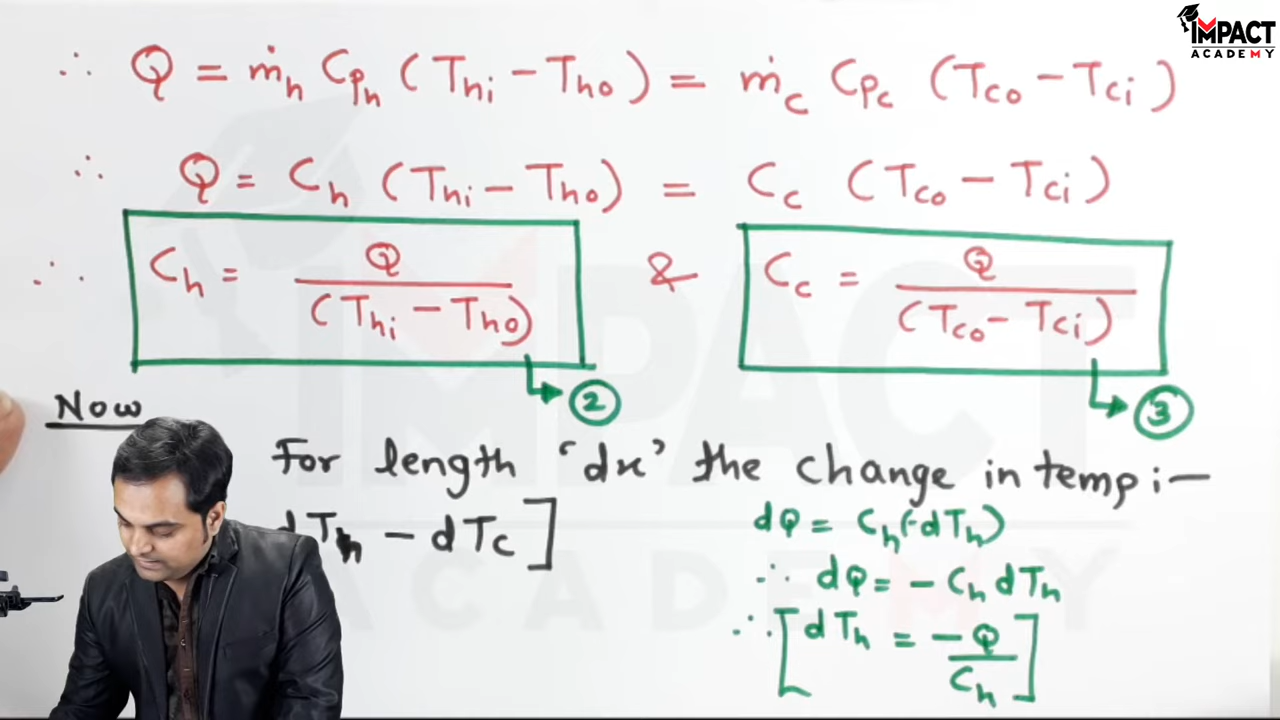 IMPACT
ACADEMY
∴ Q = ṁh Cph (Thi − Tho) = ṁc Cpc (Tco − Tci)
∴ Q = Ch (Thi − Tho) = Cc (Tco − Tci)
∴ Ch = Q / (Thi − Tho) & Cc = Q / (Tco − Tci)
② ③
Now
For length 'dx' the change in temp :-
dTh − dTc]
dQ = Ch(-dTh)
∴ dQ = − Ch dTh
∴ [dTh = −Q / Ch]
IMPACT
ACADEMY